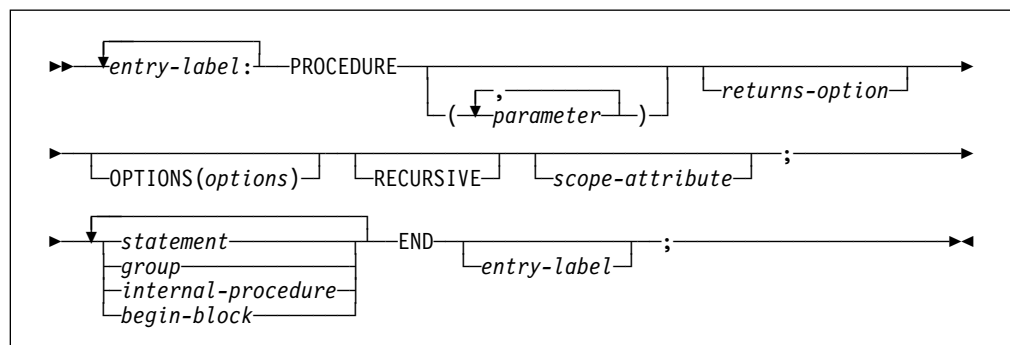 entry-label: PROCEDURE
( , parameter ) returns-option
;
OPTIONS(options) RECURSIVE scope-attribute
statement END ;
group entry-label
internal-procedure
begin-block